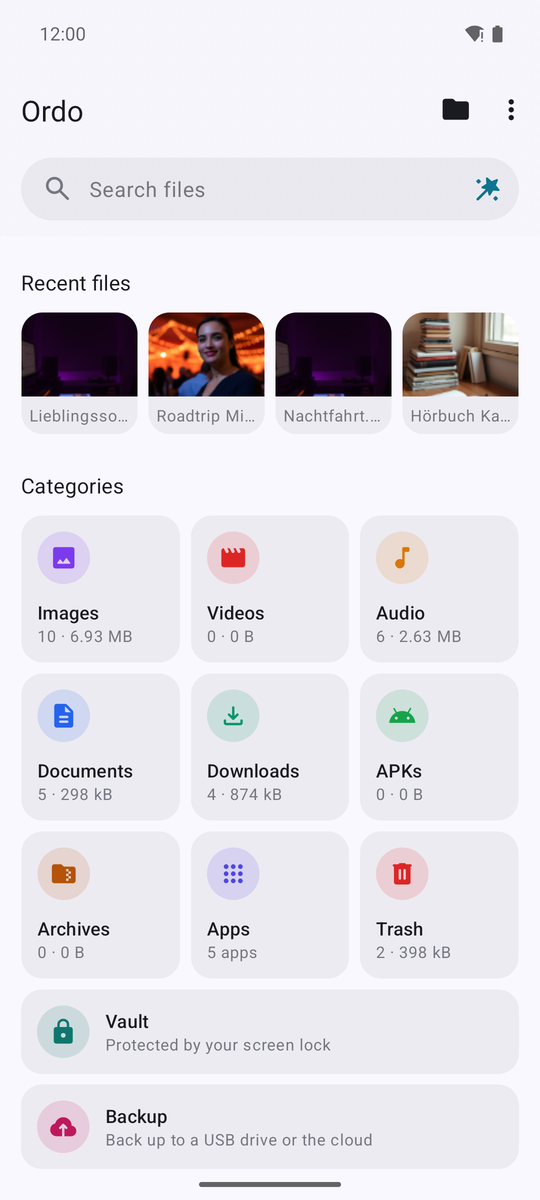 12:00
Ordo
Search files
Recent files
Lieblingsso...
Roadtrip Mi...
Nachtfahrt....
Hörbuch Ka...
Categories
Images
10 · 6.93 MB
Videos
0 · 0 B
Audio
6 · 2.63 MB
Documents
5 · 298 kB
Downloads
4 · 874 kB
APKs
0 · 0 B
Archives
0 · 0 B
Apps
5 apps
Trash
2 · 398 kB
Vault
Protected by your screen lock
Backup
Back up to a USB drive or the cloud